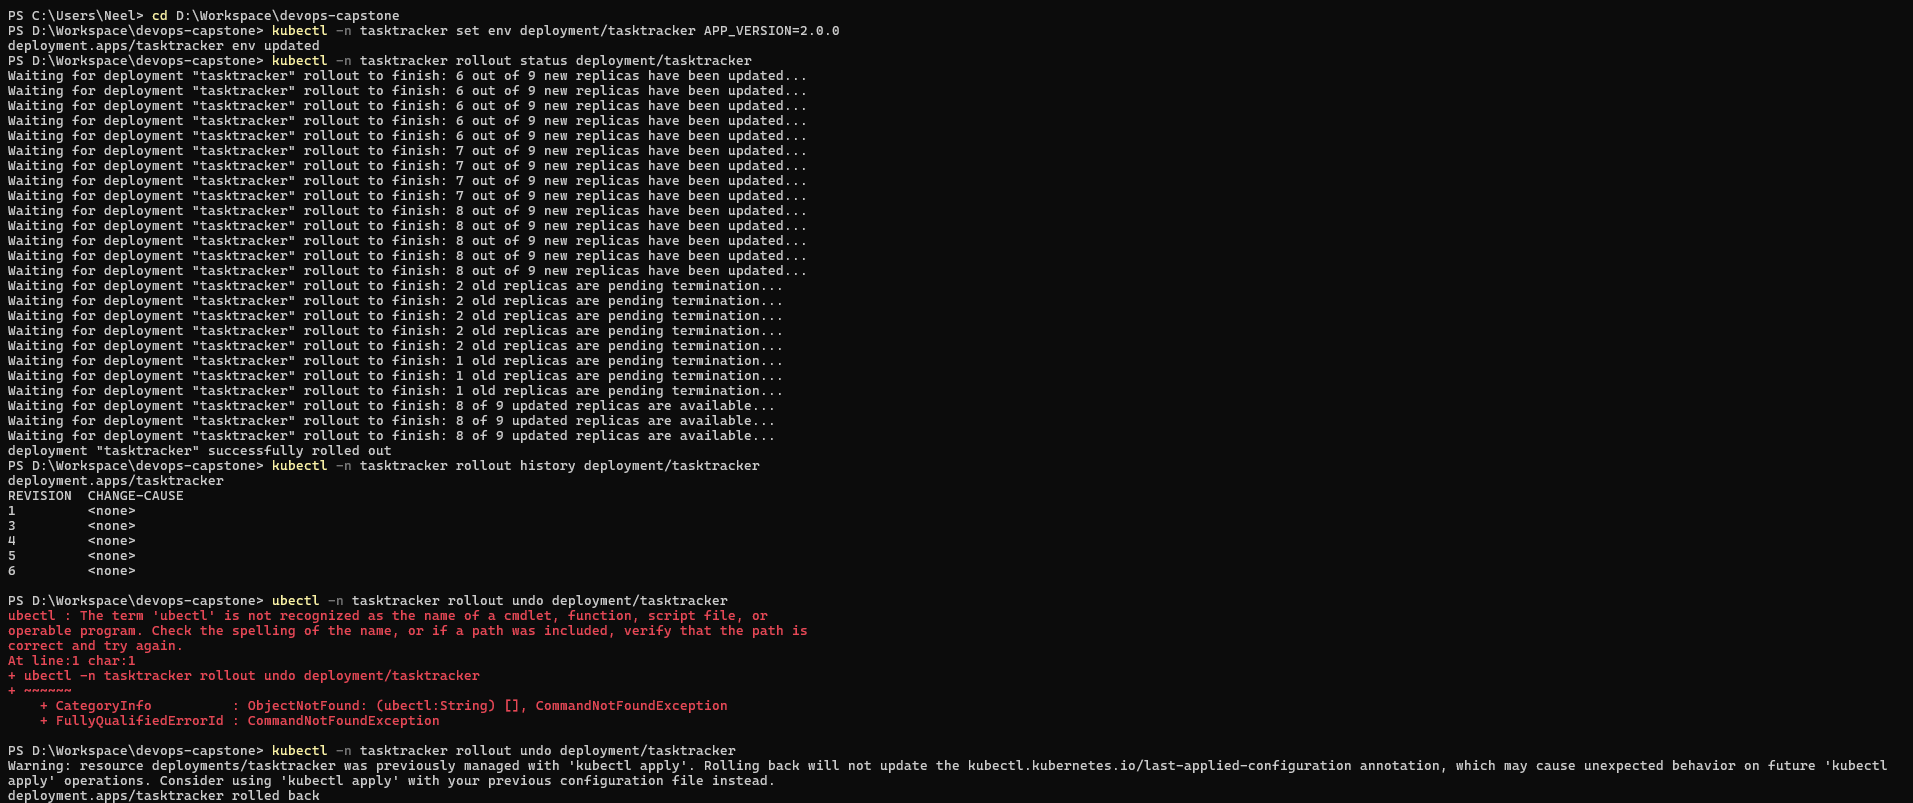 PS C:\Users\Neel> cd D:\Workspace\devops-capstone
PS D:\Workspace\devops-capstone> kubectl -n tasktracker set env deployment/tasktracker APP_VERSION=2.0.0
deployment.apps/tasktracker env updated
PS D:\Workspace\devops-capstone> kubectl -n tasktracker rollout status deployment/tasktracker
Waiting for deployment "tasktracker" rollout to finish: 6 out of 9 new replicas have been updated...
Waiting for deployment "tasktracker" rollout to finish: 6 out of 9 new replicas have been updated...
Waiting for deployment "tasktracker" rollout to finish: 6 out of 9 new replicas have been updated...
Waiting for deployment "tasktracker" rollout to finish: 6 out of 9 new replicas have been updated...
Waiting for deployment "tasktracker" rollout to finish: 6 out of 9 new replicas have been updated...
Waiting for deployment "tasktracker" rollout to finish: 7 out of 9 new replicas have been updated...
Waiting for deployment "tasktracker" rollout to finish: 7 out of 9 new replicas have been updated...
Waiting for deployment "tasktracker" rollout to finish: 7 out of 9 new replicas have been updated...
Waiting for deployment "tasktracker" rollout to finish: 7 out of 9 new replicas have been updated...
Waiting for deployment "tasktracker" rollout to finish: 8 out of 9 new replicas have been updated...
Waiting for deployment "tasktracker" rollout to finish: 8 out of 9 new replicas have been updated...
Waiting for deployment "tasktracker" rollout to finish: 8 out of 9 new replicas have been updated...
Waiting for deployment "tasktracker" rollout to finish: 8 out of 9 new replicas have been updated...
Waiting for deployment "tasktracker" rollout to finish: 8 out of 9 new replicas have been updated...
Waiting for deployment "tasktracker" rollout to finish: 2 old replicas are pending termination...
Waiting for deployment "tasktracker" rollout to finish: 2 old replicas are pending termination...
Waiting for deployment "tasktracker" rollout to finish: 2 old replicas are pending termination...
Waiting for deployment "tasktracker" rollout to finish: 2 old replicas are pending termination...
Waiting for deployment "tasktracker" rollout to finish: 2 old replicas are pending termination...
Waiting for deployment "tasktracker" rollout to finish: 1 old replicas are pending termination...
Waiting for deployment "tasktracker" rollout to finish: 1 old replicas are pending termination...
Waiting for deployment "tasktracker" rollout to finish: 1 old replicas are pending termination...
Waiting for deployment "tasktracker" rollout to finish: 8 of 9 updated replicas are available...
Waiting for deployment "tasktracker" rollout to finish: 8 of 9 updated replicas are available...
Waiting for deployment "tasktracker" rollout to finish: 8 of 9 updated replicas are available...
deployment "tasktracker" successfully rolled out
PS D:\Workspace\devops-capstone> kubectl -n tasktracker rollout history deployment/tasktracker
deployment.apps/tasktracker
REVISION  CHANGE-CAUSE
1         <none>
3         <none>
4         <none>
5         <none>
6         <none>
PS D:\Workspace\devops-capstone> ubectl -n tasktracker rollout undo deployment/tasktracker
ubectl : The term 'ubectl' is not recognized as the name of a cmdlet, function, script file, or
operable program. Check the spelling of the name, or if a path was included, verify that the path is
correct and try again.
At line:1 char:1
+ ubectl -n tasktracker rollout undo deployment/tasktracker
+ ~~~~~~
    + CategoryInfo          : ObjectNotFound: (ubectl:String) [], CommandNotFoundException
    + FullyQualifiedErrorId : CommandNotFoundException
PS D:\Workspace\devops-capstone> kubectl -n tasktracker rollout undo deployment/tasktracker
Warning: resource deployments/tasktracker was previously managed with 'kubectl apply'. Rolling back will not update the kubectl.kubernetes.io/last-applied-configuration annotation, which may cause unexpected behavior on future 'kubectl
apply' operations. Consider using 'kubectl apply' with your previous configuration file instead.
deployment.apps/tasktracker rolled back